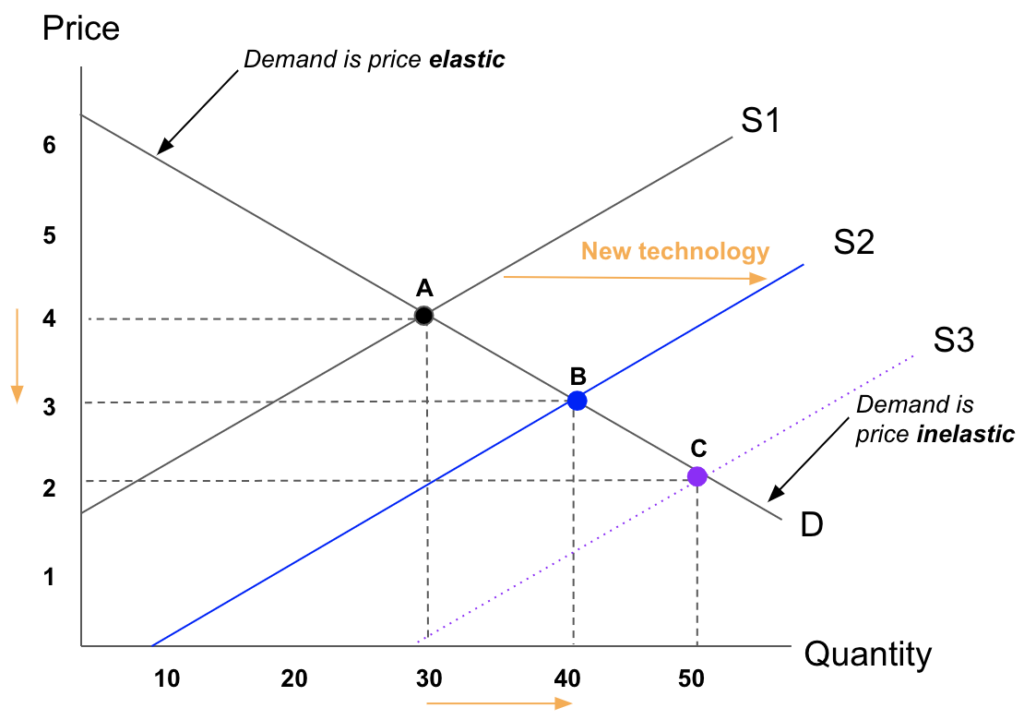 Price
Demand is price elastic
6
S1
5
New technology
S2
A
4
S3
B
3
Demand is
price inelastic
C
2
D
1
Quantity
10 20 30 40 50